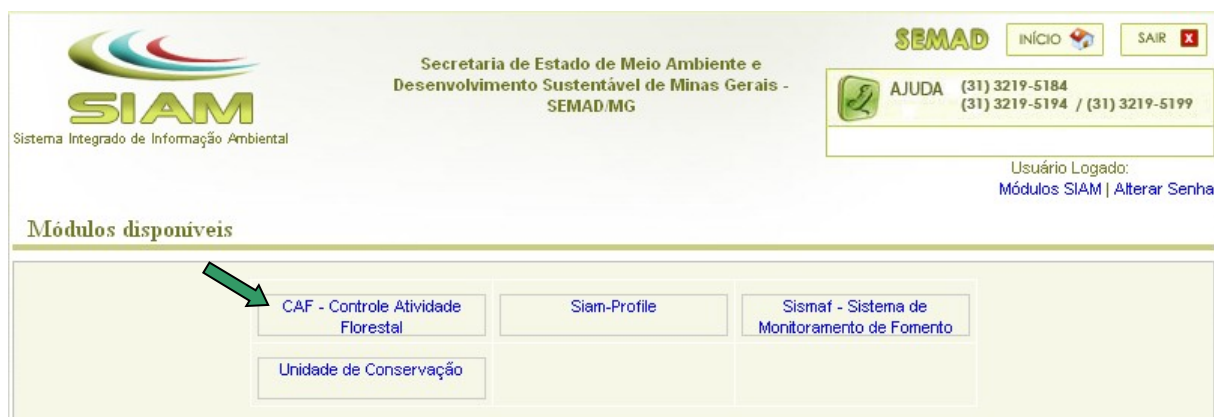 SIAM
Sistema Integrado de Informação Ambiental
Secretaria de Estado de Meio Ambiente e
Desenvolvimento Sustentável de Minas Gerais -
SEMAD/MG
SEMAD
INÍCIO
SAIR X
AJUDA
(31) 3219-5184
(31) 3219-5194 / (31) 3219-5199
Usuário Logado:
Módulos SIAM | Alterar Senha
Módulos disponíveis
CAF - Controle Atividade
Florestal
Siam-Profile
Sismaf - Sistema de
Monitoramento de Fomento
Unidade de Conservação